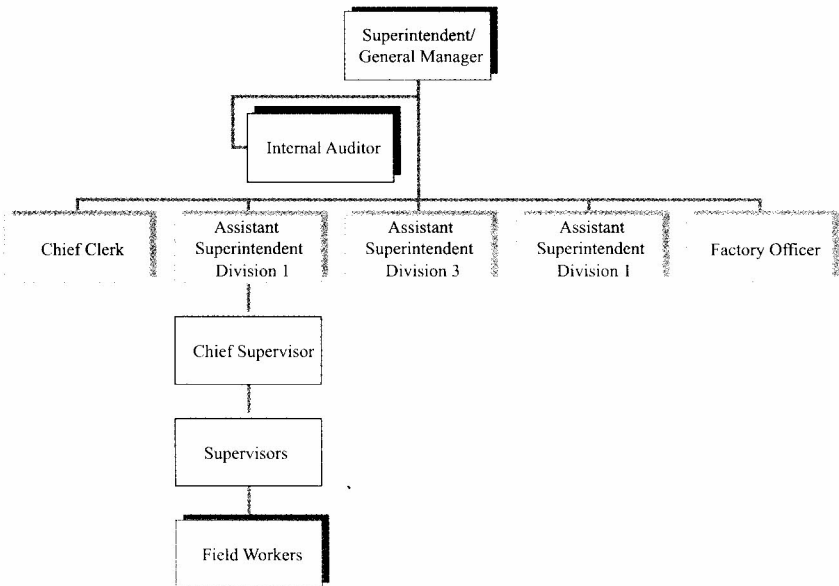 Superintendent/
General Manager
Internal Auditor
Chief Clerk
Assistant
Superintendent
Division 1
Assistant
Superintendent
Division 3
Assistant
Superintendent
Division 1
Factory Officer
Chief Supervisor
Supervisors
Field Workers